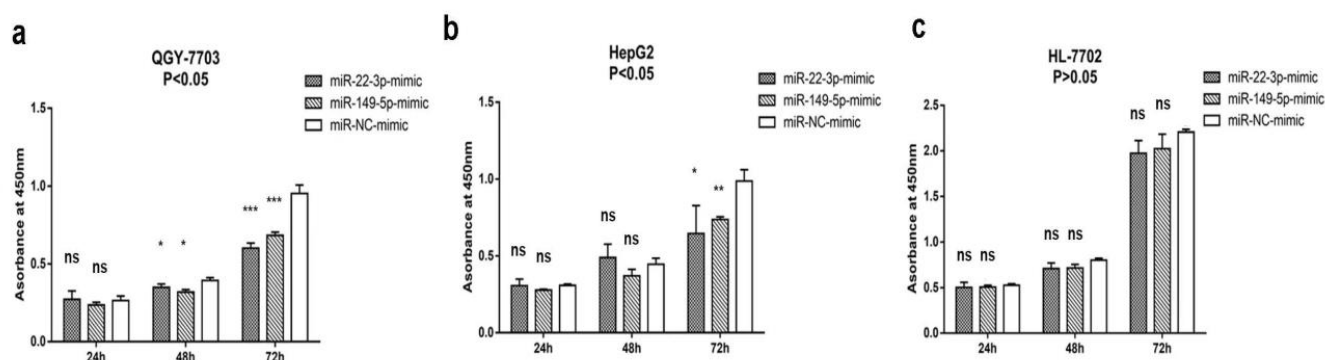 a
QGY-7703
P<0.05
miR-22-3p-mimic
miR-149-5p-mimic
miR-NC-mimic
Asorbance at 450nm
1.5
1.0
0.5
0.0
ns
ns
*
*
***
***
24h
48h
72h
b
HepG2
P<0.05
miR-22-3p-mimic
miR-149-5p-mimic
miR-NC-mimic
Asorbance at 450nm
1.5
1.0
0.5
0.0
ns
ns
ns
ns
*
**
24h
48h
72h
c
HL-7702
P>0.05
miR-22-3p-mimic
miR-149-5p-mimic
miR-NC-mimic
Asorbance at 450nm
2.5
2.0
1.5
1.0
0.5
0.0
ns
ns
ns
ns
ns
ns
24h
48h
72h